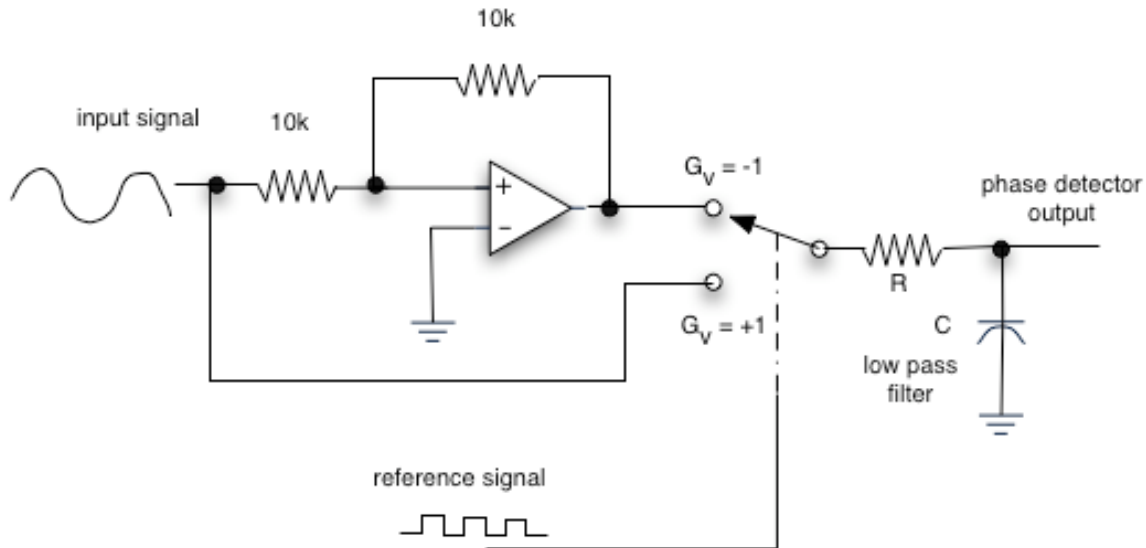 10k
input signal
10k
+
−
G_V = -1
G_V = +1
phase detector
output
R
C
low pass
filter
reference signal